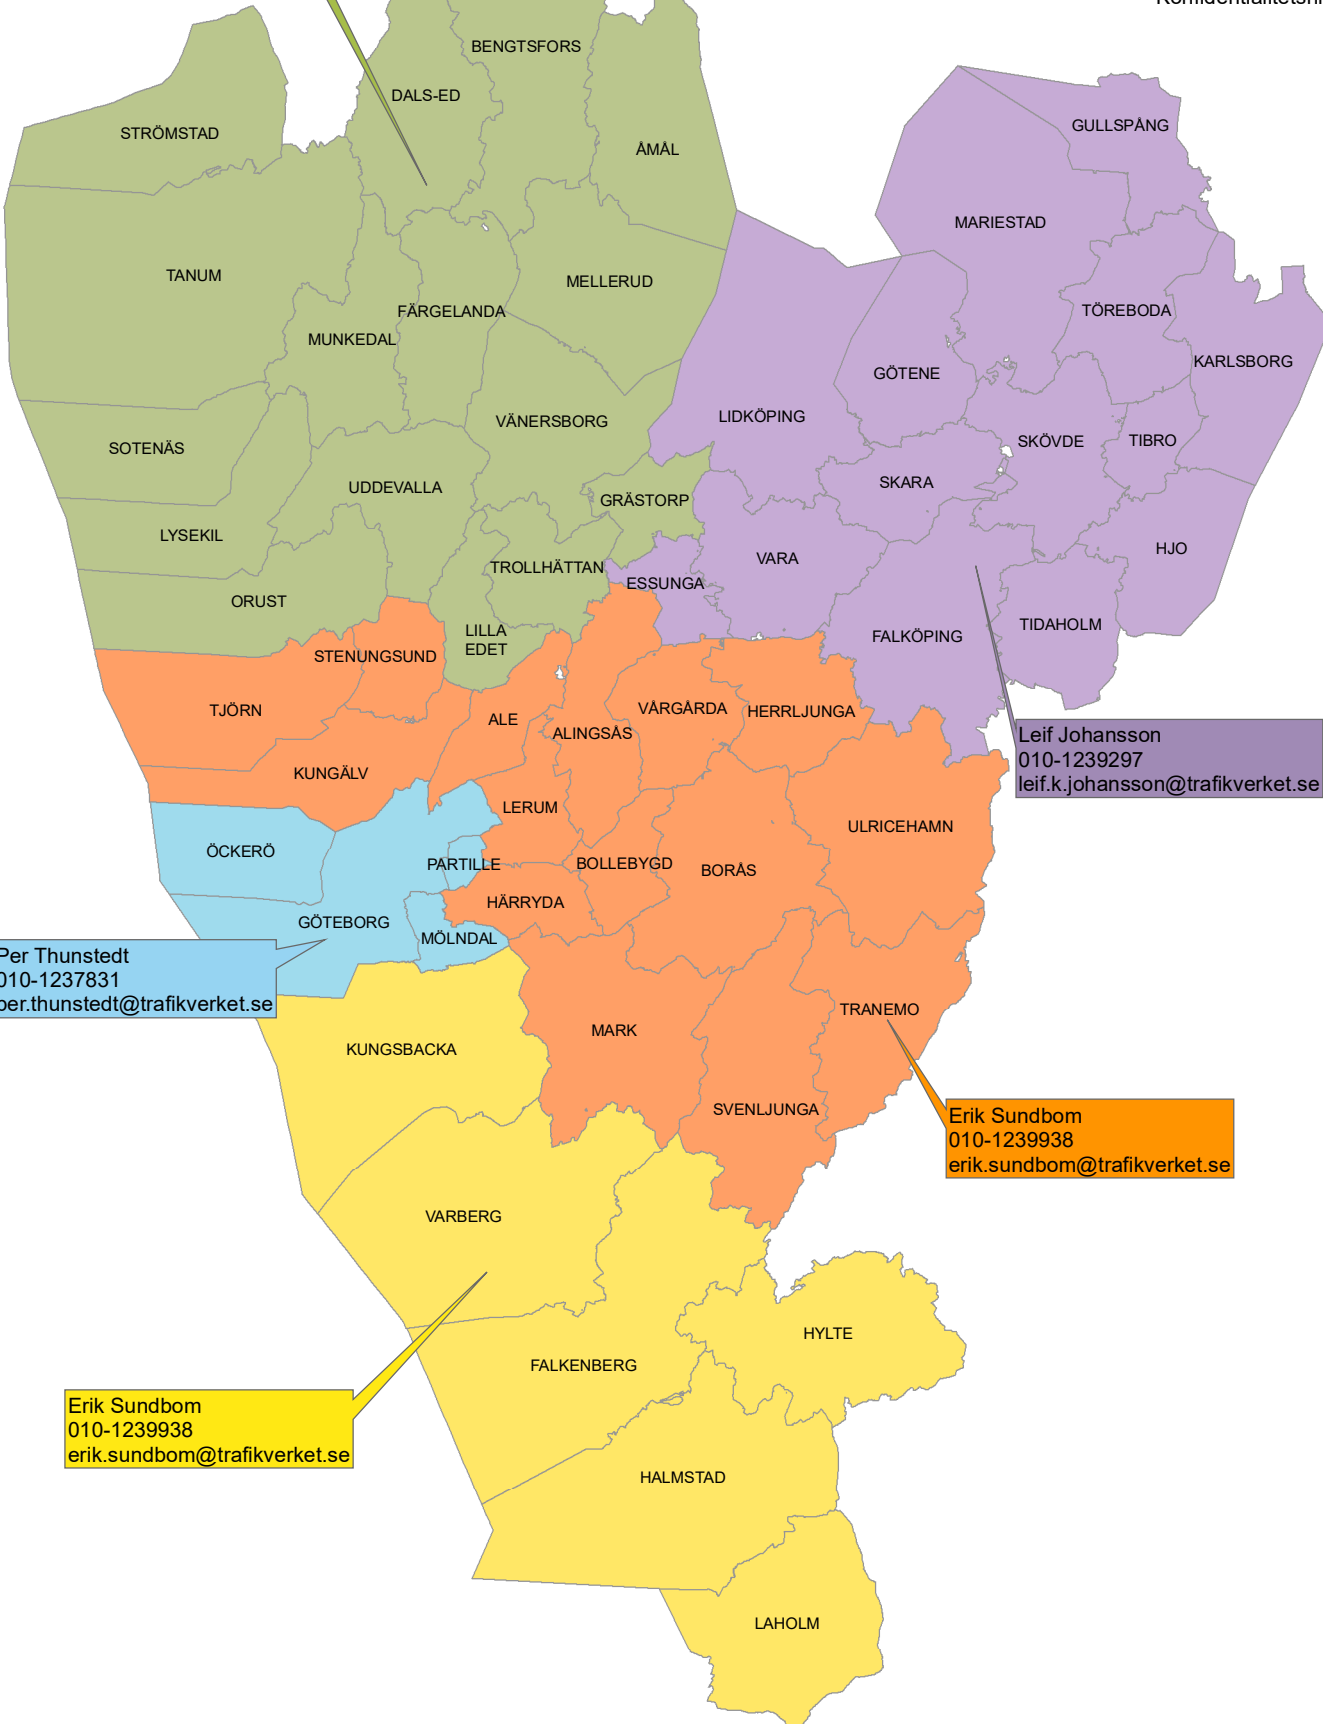 BENGTSFORS
DALS-ED
GULLSPÅNG
STRÖMSTAD
ÅMÅL
MARIESTAD
TANUM
MELLERUD
FÄRGELANDA
TÖREBODA
MUNKEDAL
KARLSBORG
GÖTENE
LIDKÖPING
VÄNERSBORG
SKÖVDE
TIBRO
SOTENÄS
SKARA
UDDEVALLA
GRÄSTORP
LYSEKIL
HJO
VARA
TROLLHÄTTAN
ESSUNGA
ORUST
TIDAHOLM
LILLA
EDET
FALKÖPING
STENUNGSUND
TJÖRN
VÅRGÅRDA
HERRLJUNGA
ALE
ALINGSÅS
Leif Johansson
010-1239297
leif.k.johansson@trafikverket.se
KUNGÄLV
LERUM
ULRICEHAMN
ÖCKERÖ
PARTILLE
BOLLEBYGD
BORÅS
HÄRRYDA
GÖTEBORG
MÖLNDAL
Per Thunstedt
010-1237831
per.thunstedt@trafikverket.se
TRANEMO
MARK
KUNGSBACKA
SVENLJUNGA
Erik Sundbom
010-1239938
erik.sundbom@trafikverket.se
VARBERG
HYLTE
FALKENBERG
Erik Sundbom
010-1239938
erik.sundbom@trafikverket.se
HALMSTAD
LAHOLM